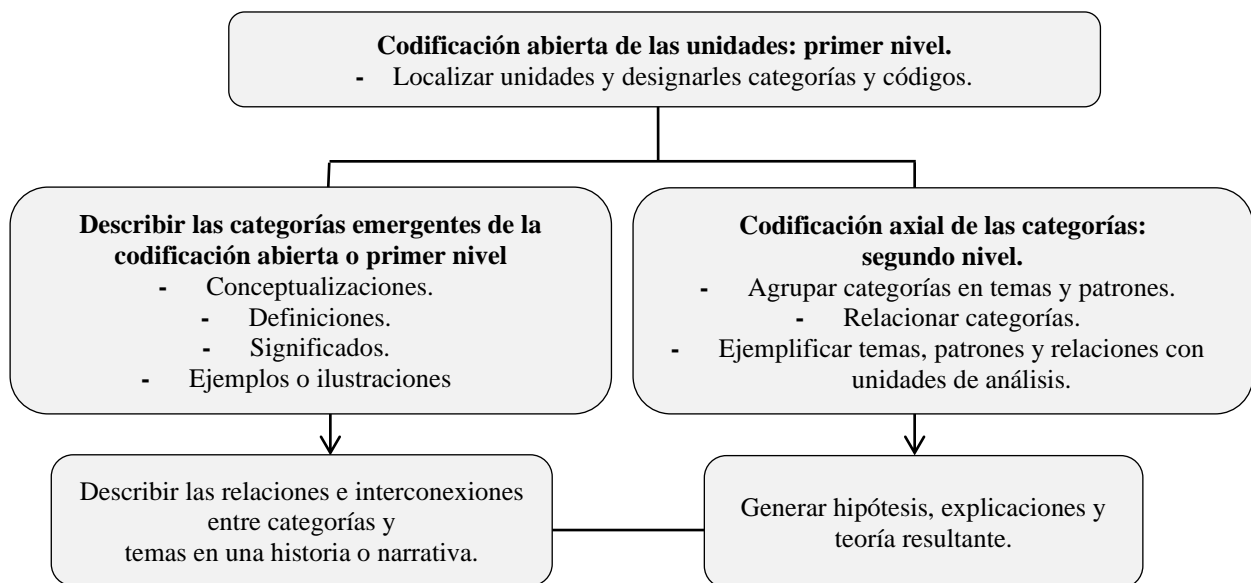 Codificación abierta de las unidades: primer nivel.
- Localizar unidades y designarles categorías y códigos.
Describir las categorías emergentes de la
codificación abierta o primer nivel
- Conceptualizaciones.
- Definiciones.
- Significados.
- Ejemplos o ilustraciones
Codificación axial de las categorías:
segundo nivel.
- Agrupar categorías en temas y patrones.
- Relacionar categorías.
- Ejemplificar temas, patrones y relaciones con
unidades de análisis.
Describir las relaciones e interconexiones
entre categorías y
temas en una historia o narrativa.
Generar hipótesis, explicaciones y
teoría resultante.